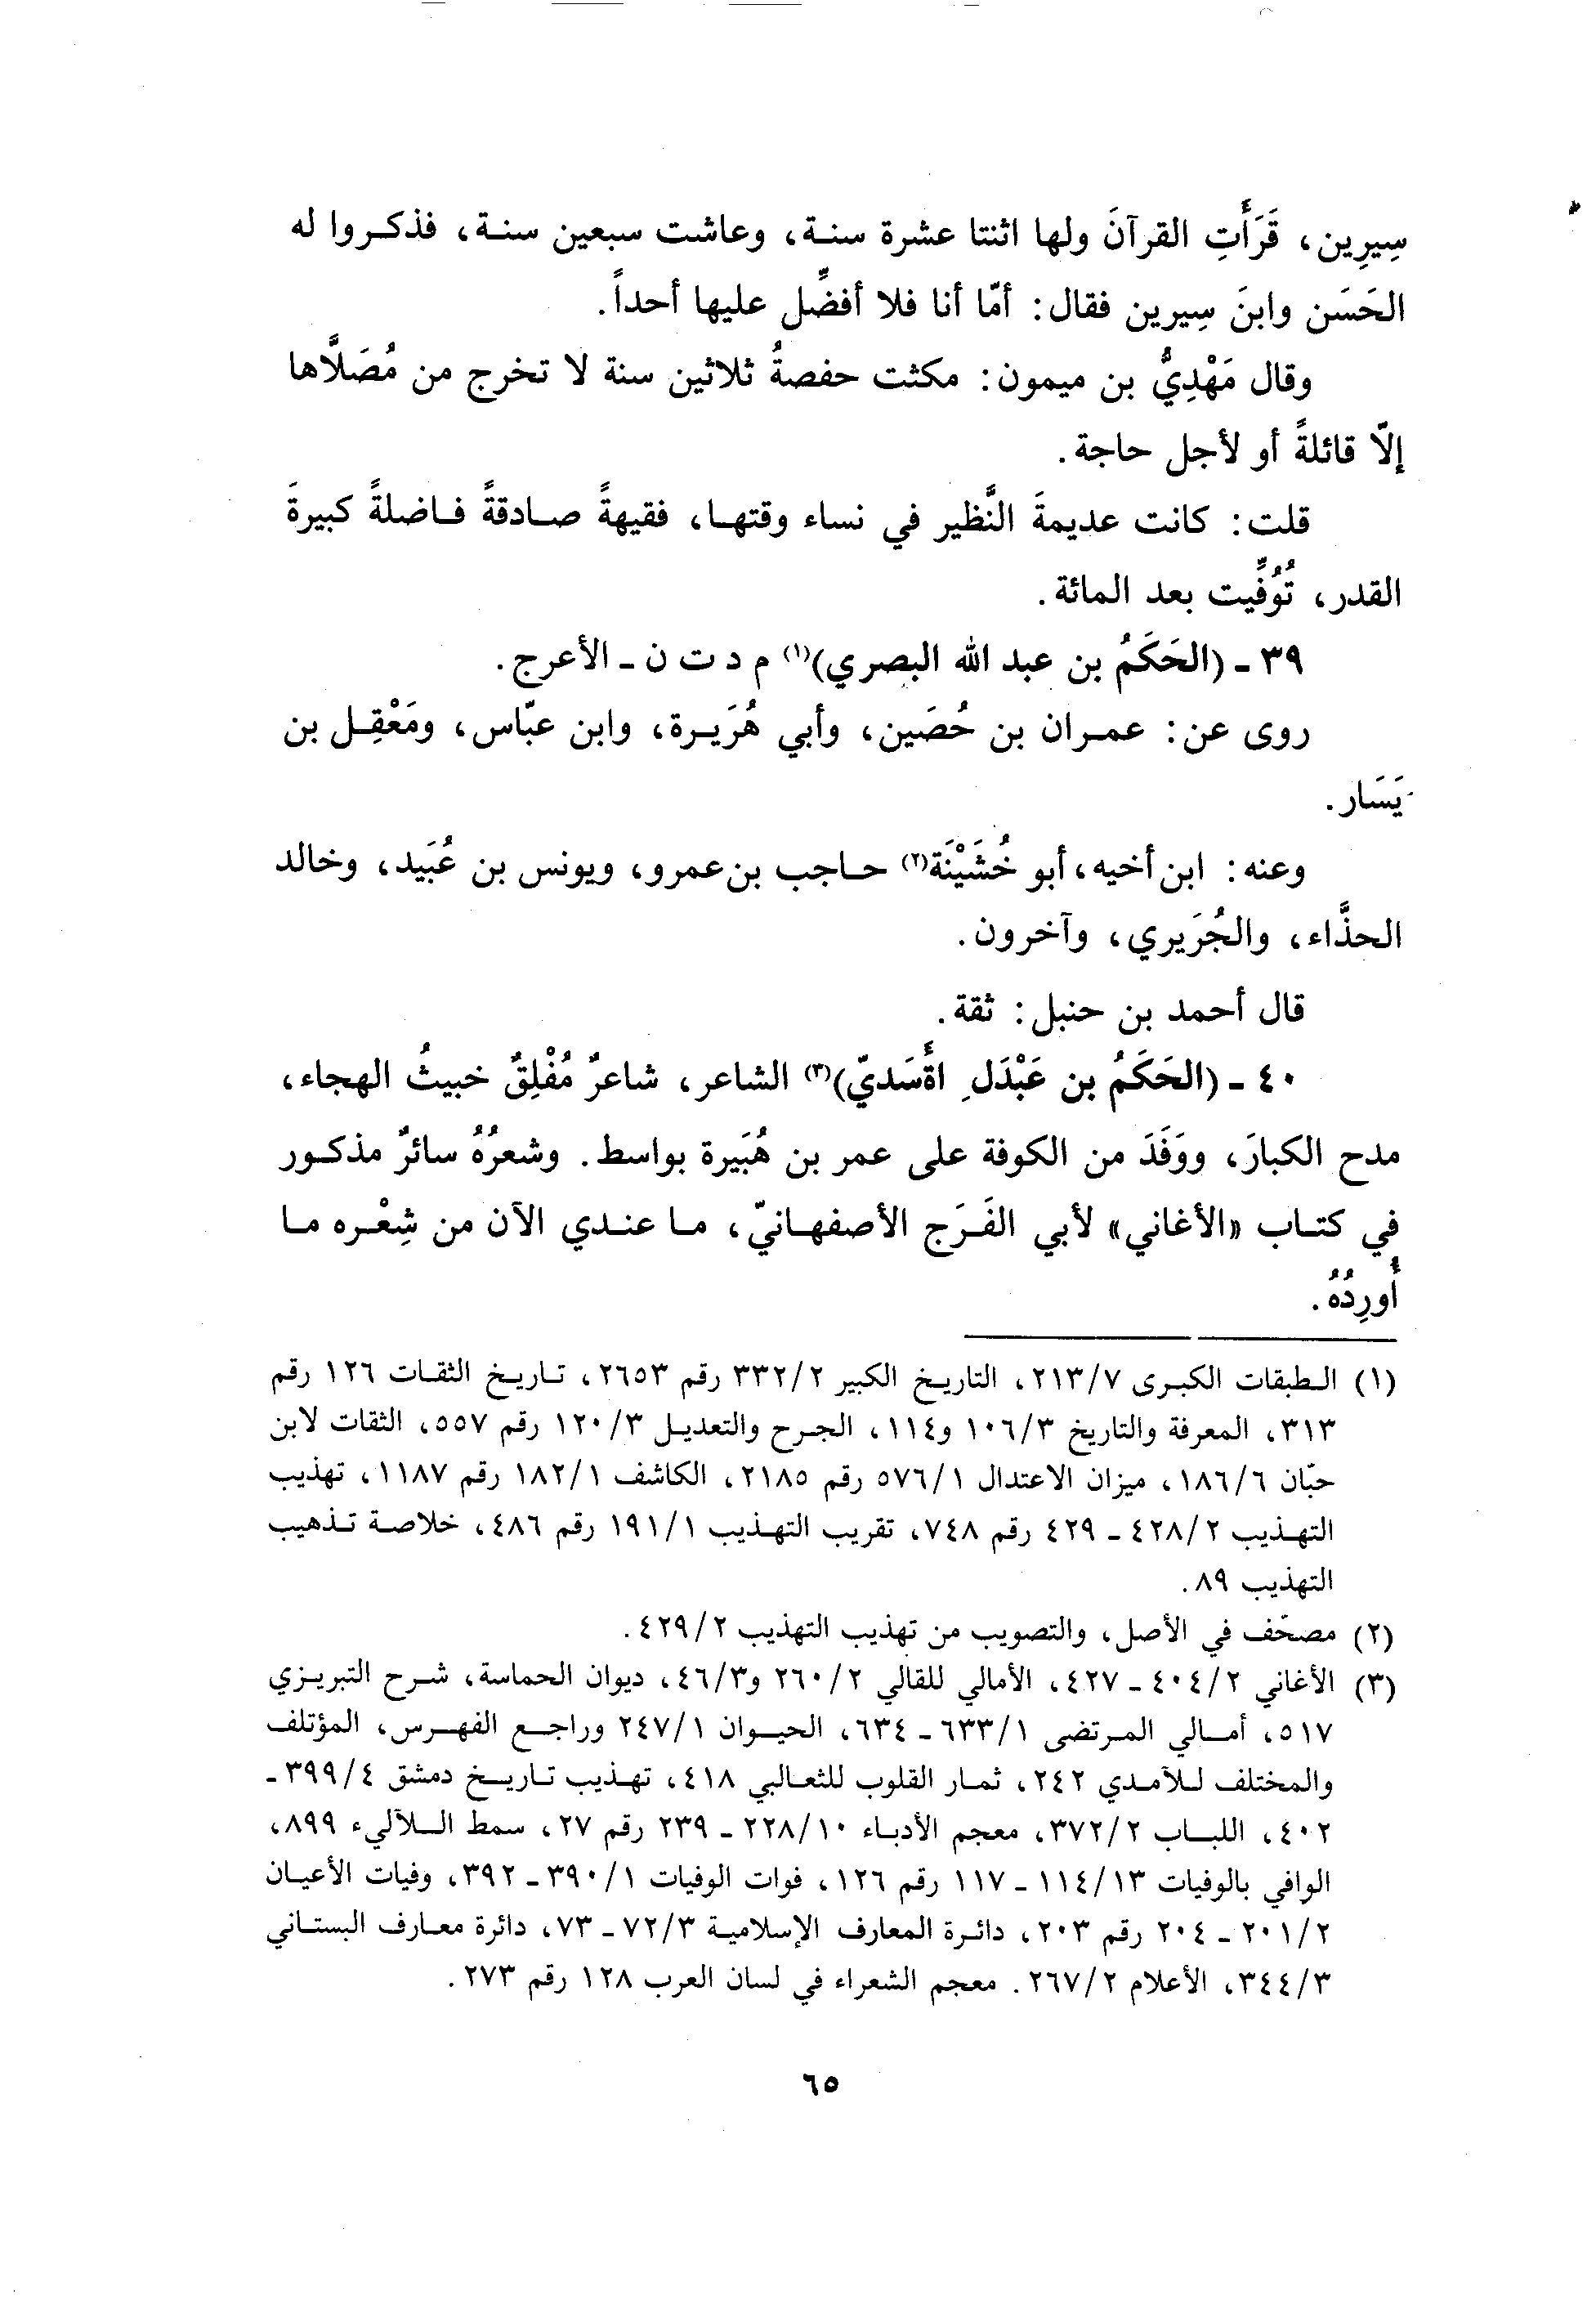 سِيرِين، قَرَأَتِ القرآنَ ولها اثنتا عشرة سنة، وعاشت سبعين سنة، فذكروا له
الحَسَن وابنَ سِيرين فقال: أمّا أنا فلا أفضِّل عليها أحداً.
وقال مَهْدِيُّ بن ميمون: مكثت حفصةُ ثلاثين سنة لا تخرج من مُصَلَّاها
إلّا قائلةً أو لأجل حاجة.
قلت: كانت عديمةَ النَّظير في نساء وقتها، فقيهةً صادقةً فاضلةً كبيرةَ
القدر، تُوُفِّيت بعد المائة.
٣٩ - (الحَكَمُ بن عبد الله البصري)(١) م د ت ن - الأعرج.
روى عن: عمران بن حُصَين، وأبي هُرَيرة، وابن عبّاس، ومَعْقِل بن
يَسَار.
وعنه: ابن أخيه، أبو خُشَيْنَة(٢) حاجب بن عمرو، ويونس بن عُبَيد، وخالد
الحذَّاء، والجُرَيري، وآخرون.
قال أحمد بن حنبل: ثقة.
٤٠ - (الحَكَمُ بن عَبْدَلِ اةَسَديّ)(٣) الشاعر، شاعرٌ مُفْلِقٌ خبيثُ الهجاء،
مدح الكبارَ، ووَفَدَ من الكوفة على عمر بن هُبَيرة بواسط. وشعرُهُ سائرٌ مذكور
في كتاب «الأغاني» لأبي الفَرَج الأصفهانيّ، ما عندي الآن من شِعْره ما
أُورِدُهُ.
(١) الطبقات الكبرى ٢١٣/٧، التاريخ الكبير ٣٣٢/٢ رقم ٢٦٥٣، تاريخ الثقات ١٢٦ رقم
٣١٣، المعرفة والتاريخ ١٠٦/٣ و١١٤، الجرح والتعديل ١٢٠/٣ رقم ٥٥٧، الثقات لابن
حبّان ١٨٦/٦، ميزان الاعتدال ٥٧٦/١ رقم ٢١٨٥، الكاشف ١٨٢/١ رقم ١١٨٧، تهذيب
التهذيب ٤٢٨/٢ - ٤٢٩ رقم ٧٤٨، تقريب التهذيب ١٩١/١ رقم ٤٨٦، خلاصة تذهيب
التهذيب ٨٩.
(٢) مصحّف في الأصل، والتصويب من تهذيب التهذيب ٤٢٩/٢.
(٣) الأغاني ٤٠٤/٢ - ٤٢٧، الأمالي للقالي ٢٦٠/٢ و٤٦/٣، ديوان الحماسة، شرح التبريزي
٥١٧، أمالي المرتضى ٦٣٣/١ - ٦٣٤، الحيوان ٢٤٧/١ وراجع الفهرس، المؤتلف
والمختلف للآمدي ٢٤٢، ثمار القلوب للثعالبي ٤١٨، تهذيب تاريخ دمشق ٣٩٩/٤ -
٤٠٢، اللباب ٣٧٢/٢، معجم الأدباء ٢٢٨/١٠ - ٢٣٩ رقم ٢٧، سمط اللآليء ٨٩٩،
الوافي بالوفيات ١١٤/١٣ - ١١٧ رقم ١٢٦، فوات الوفيات ٣٩٠/١ - ٣٩٢، وفيات الأعيان
٢٠١/٢ - ٢٠٤ رقم ٢٠٣، دائرة المعارف الإسلامية ٧٢/٣ - ٧٣، دائرة معارف البستاني
٣٤٤/٣، الأعلام ٢٦٧/٢. معجم الشعراء في لسان العرب ١٢٨ رقم ٢٧٣.
٦٥